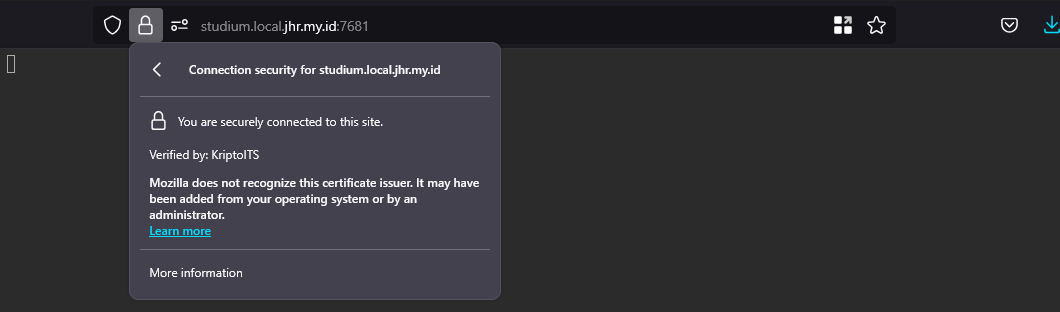 studium.local.jhr.my.id:7681
Connection security for studium.local.jhr.my.id
You are securely connected to this site.
Verified by: KriptoITS
Mozilla does not recognize this certificate issuer. It may have
been added from your operating system or by an
administrator.
Learn more
More information